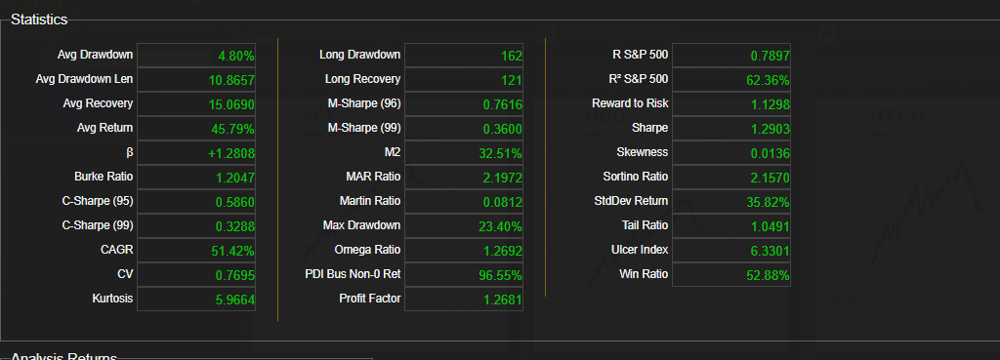 Statistics
Avg Drawdown 4.80%
Avg Drawdown Len 10.8657
Avg Recovery 15.0690
Avg Return 45.79%
β +1.2808
Burke Ratio 1.2047
C-Sharpe (95) 0.5860
C-Sharpe (99) 0.3288
CAGR 51.42%
CV 0.7695
Kurtosis 5.9664
Long Drawdown 162
Long Recovery 121
M-Sharpe (96) 0.7616
M-Sharpe (99) 0.3600
M2 32.51%
MAR Ratio 2.1972
Martin Ratio 0.0812
Max Drawdown 23.40%
Omega Ratio 1.2692
PDI Bus Non-0 Ret 96.55%
Profit Factor 1.2681
R S&P 500 0.7897
R² S&P 500 62.36%
Reward to Risk 1.1298
Sharpe 1.2903
Skewness 0.0136
Sortino Ratio 2.1570
StdDev Return 35.82%
Tail Ratio 1.0491
Ulcer Index 6.3301
Win Ratio 52.88%
QQQ
MTUM
Analysis Returns